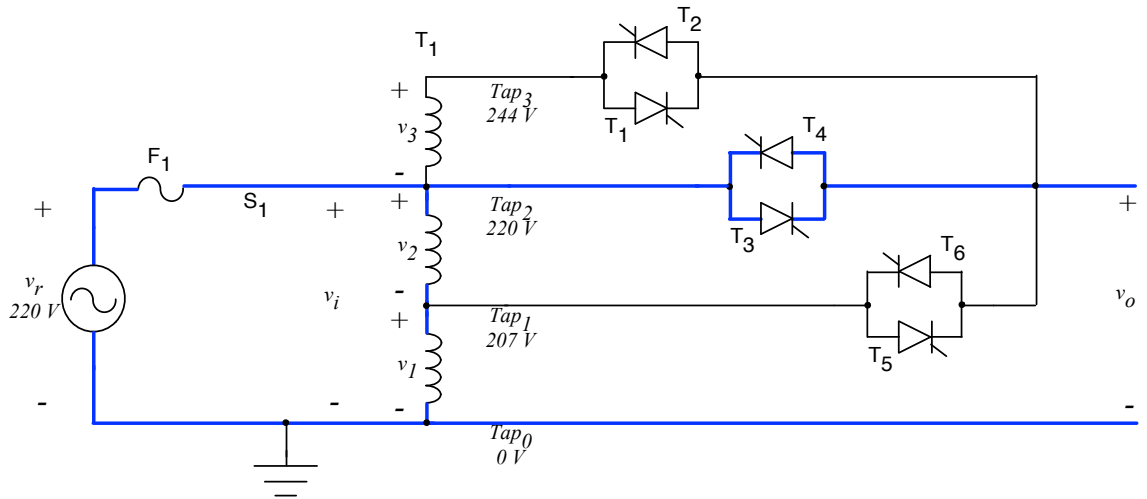 T2
T1
+
Tap3
244 V
v3
T1
T4
F1
-
S1
+
+
+
Tap2
220 V
+
T3
v2
T6
vr
220 V
vi
-
vo
+
Tap1
207 V
v1
T5
-
-
-
-
Tap0
0 V